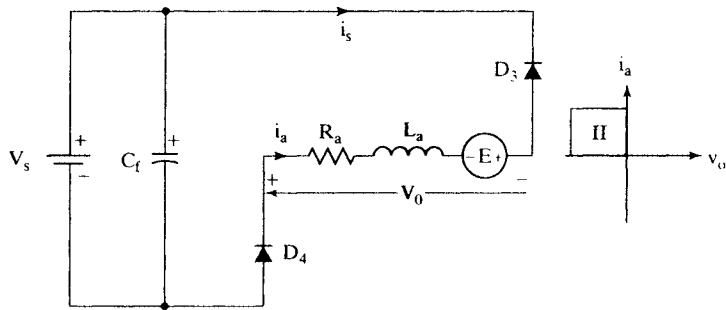 i_s
D_3
i_a
V_s
+
−
C_f
+
i_a
R_a
L_a
−E+
II
v_o
+
V_0
−
D_4